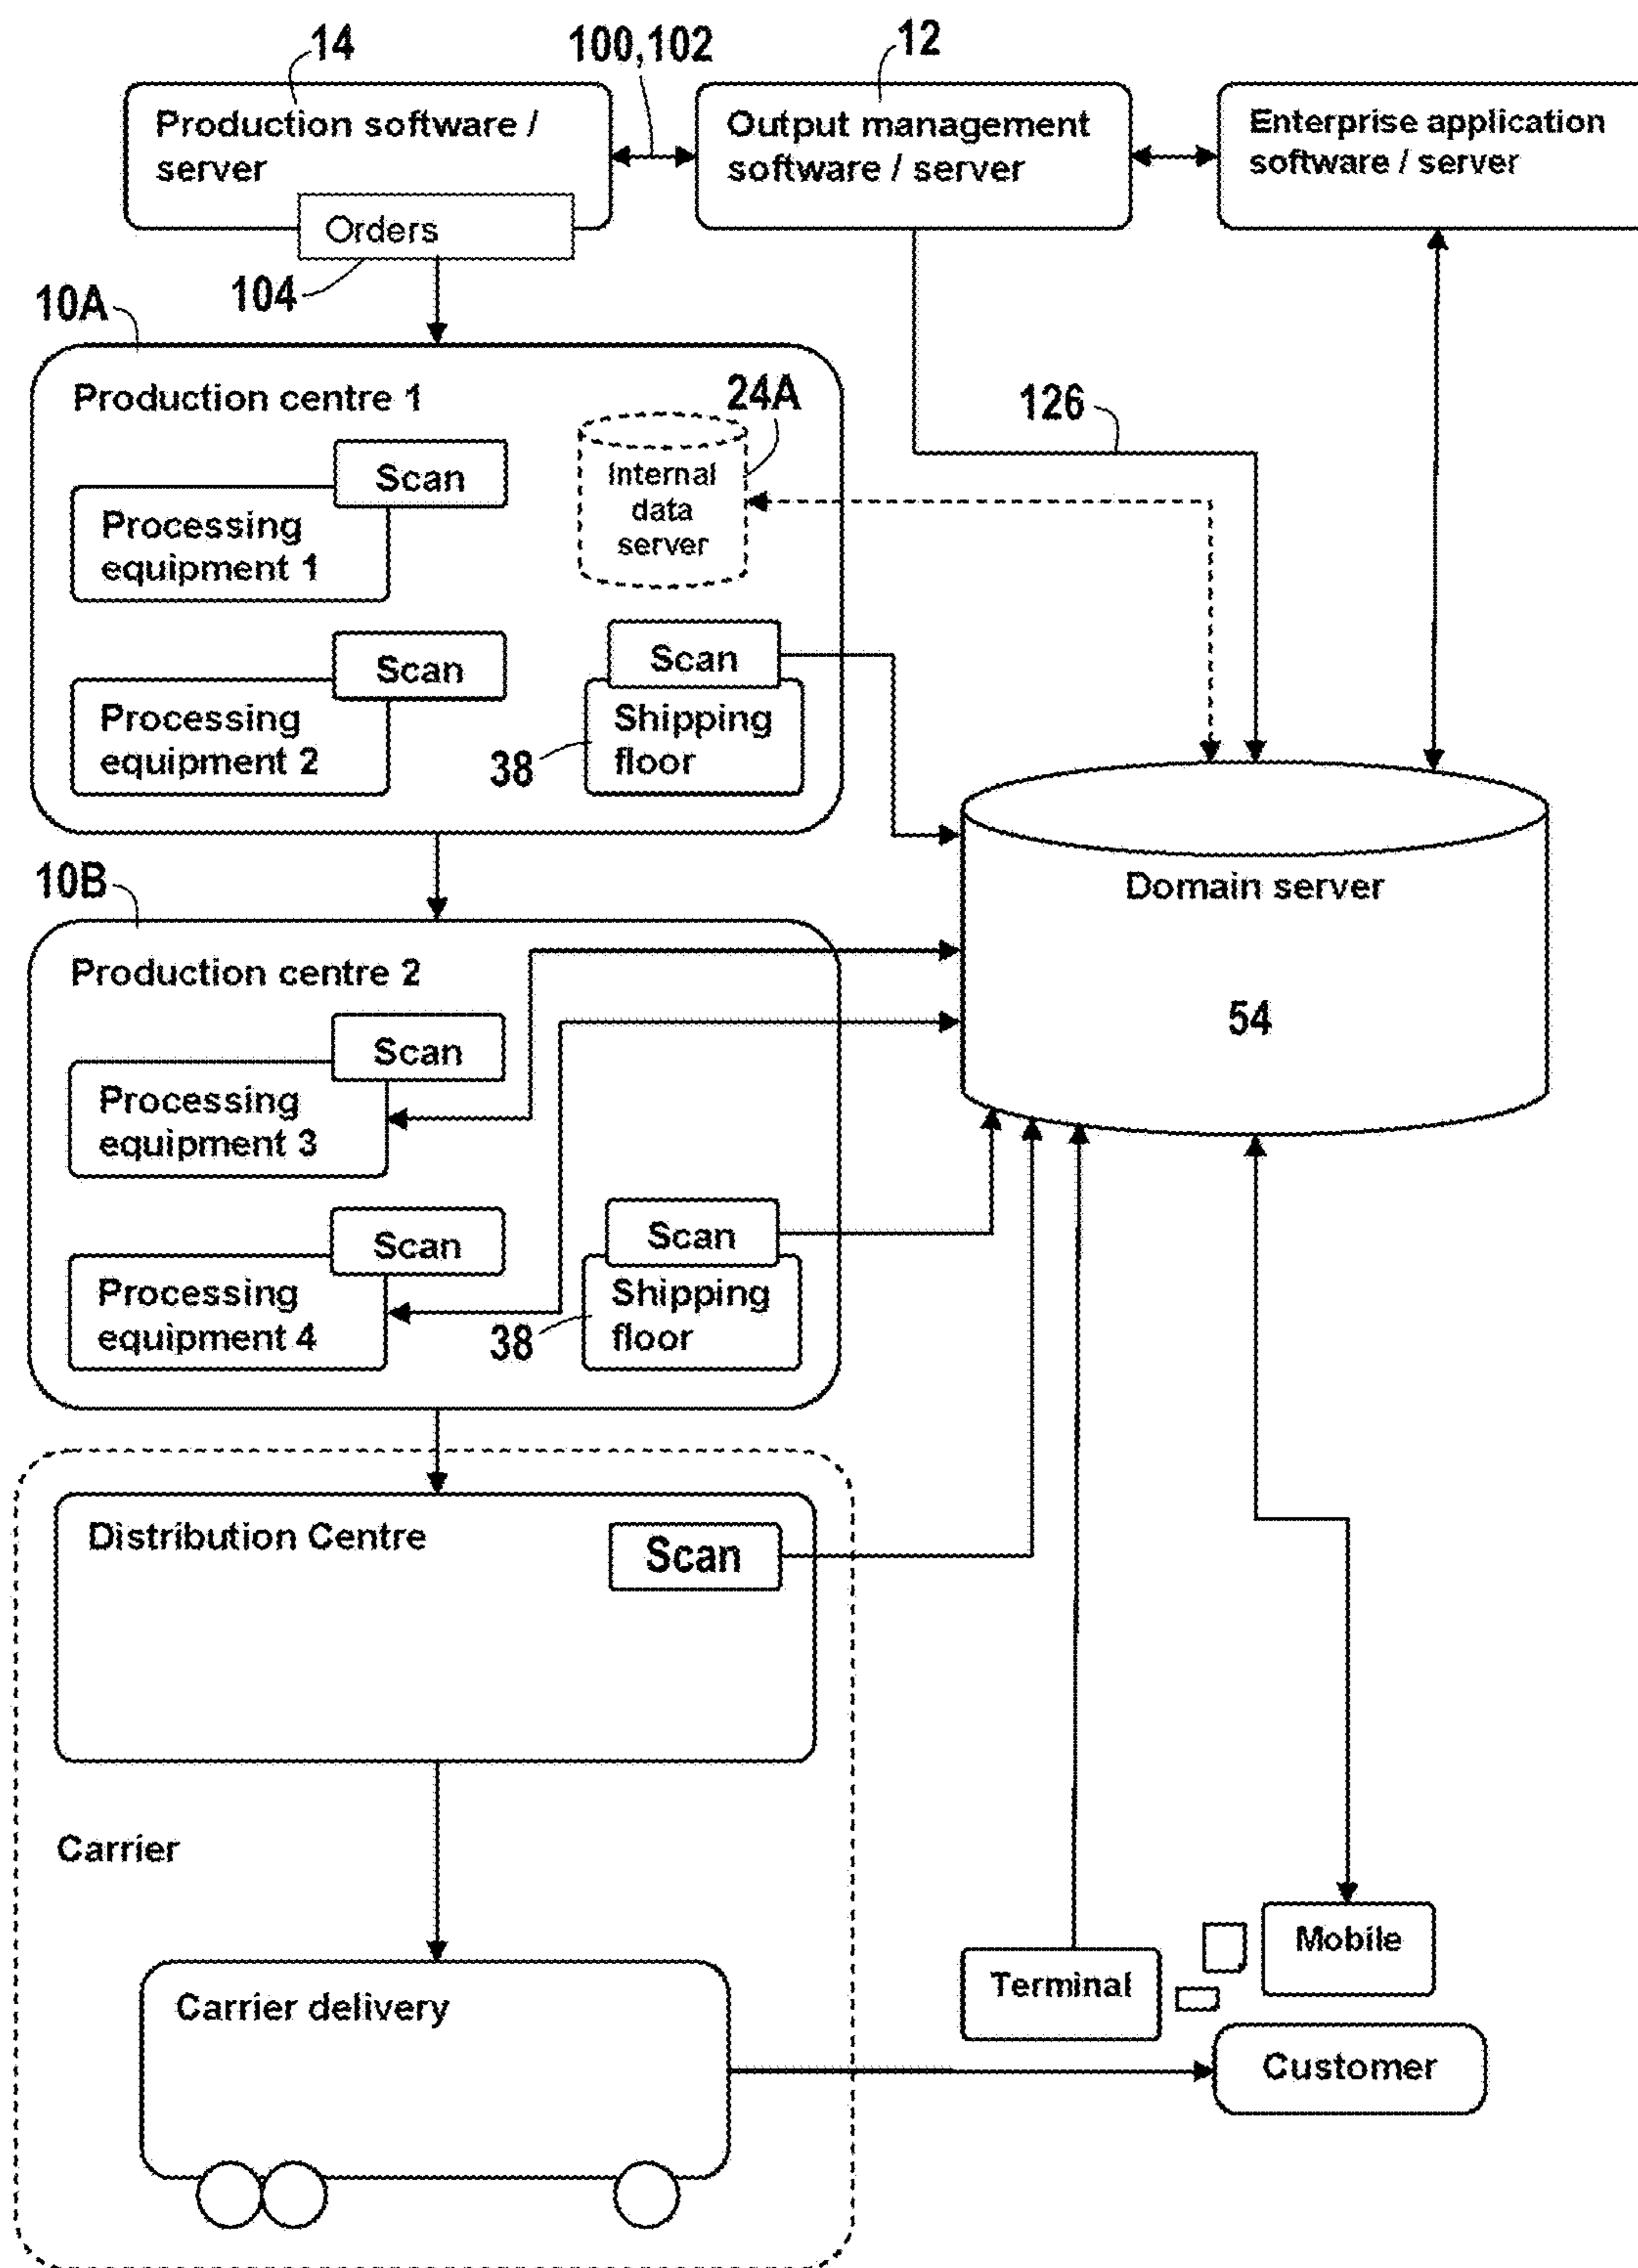 14
100,102
12
Production software /
server
Output management
software / server
Enterprise application
software / server
Orders
104
10A
Production centre 1
24A
126
Scan
Internal
data
server
Processing
equipment 1
Scan
Scan
Processing
equipment 2
Shipping
floor
38
10B
Domain server
54
Production centre 2
Scan
Processing
equipment 3
Scan
Scan
Processing
equipment 4
Shipping
floor
38
Distribution Centre
Scan
Carrier
Carrier delivery
Terminal
Mobile
Customer